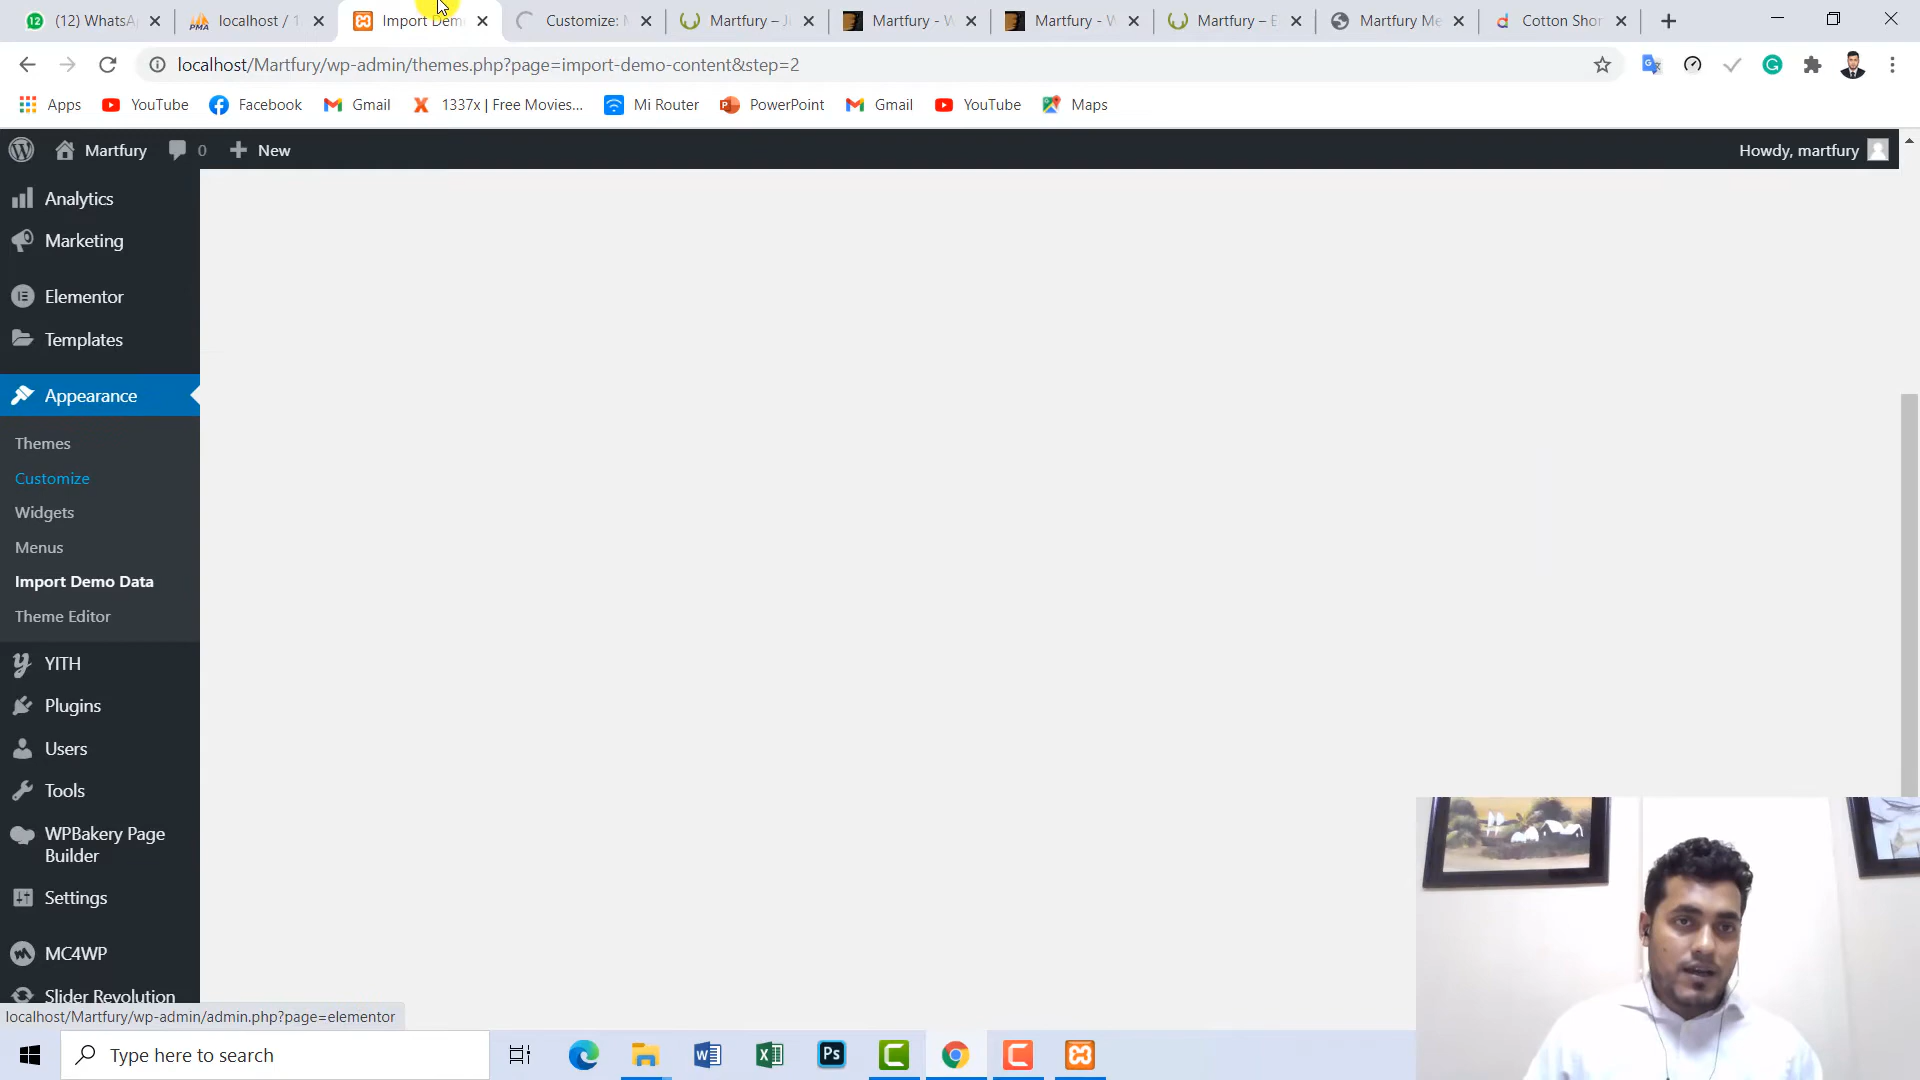 (12) WhatsA
localhost / 1
Import Dem
Customize: M
Martfury – J
Martfury - W
Martfury - W
Martfury – E
Martfury Me
Cotton Shor
localhost/Martfury/wp-admin/themes.php?page=import-demo-content&step=2
Apps YouTube Facebook Gmail 1337x | Free Movies... Mi Router PowerPoint Gmail YouTube Maps
Martfury 0 New Howdy, martfury
Analytics
Marketing
Elementor
Templates
Appearance
Themes
Customize
Widgets
Menus
Import Demo Data
Theme Editor
YITH
Plugins
Users
Tools
WPBakery Page
Builder
Settings
MC4WP
Slider Revolution
localhost/Martfury/wp-admin/admin.php?page=elementor
Type here to search